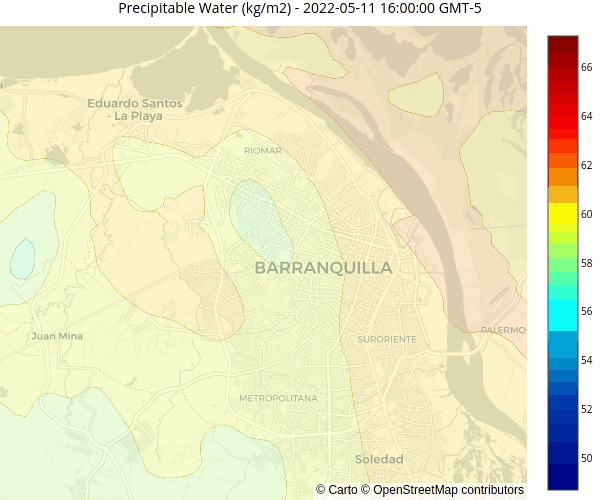 Precipitable Water (kg/m2) - 2022-05-11 16:00:00 GMT-5
66
64
62
60
58
56
54
52
50
Eduardo Santos
- La Playa
RIOMAR
BARRANQUILLA
Juan Mina
SURORIENTE
PALERMO
METROPOLITANA
Soledad
© Carto © OpenStreetMap contributors